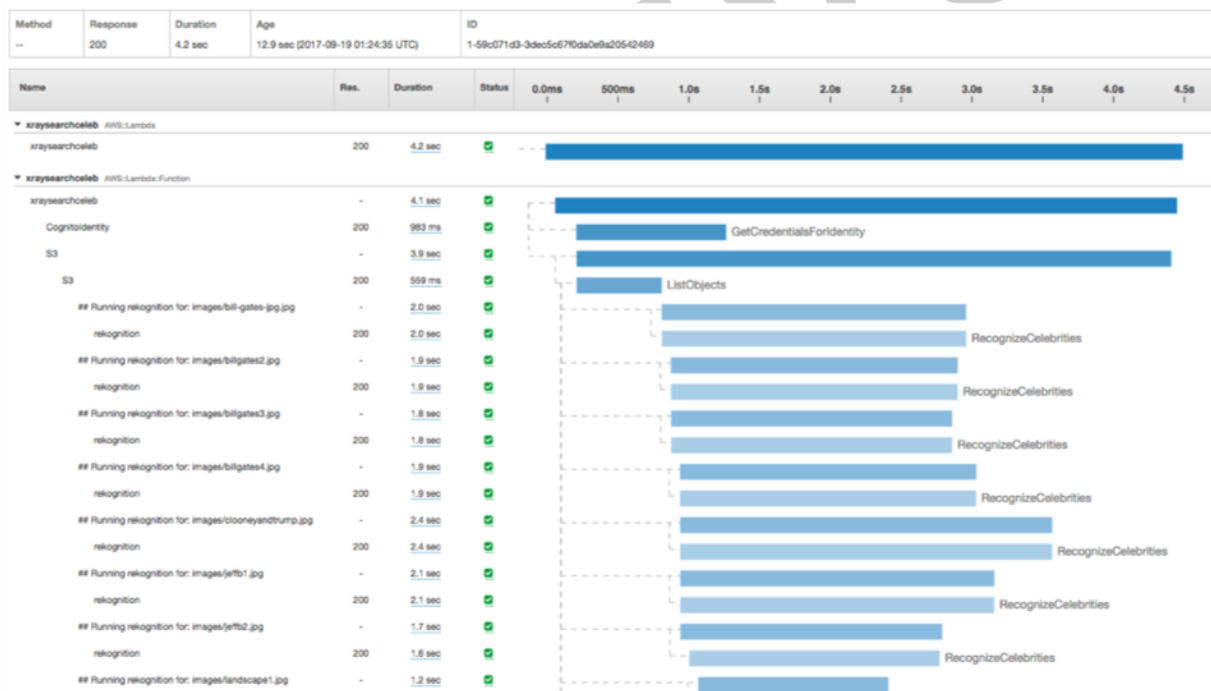 Method Response Duration Age ID
-- 200 4.2 sec 12.9 sec (2017-09-19 01:24:35 UTC) 1-59c071d3-3dec5c67f0da0e9a20542469
Name Res. Duration Status 0.0ms 500ms 1.0s 1.5s 2.0s 2.5s 3.0s 3.5s 4.0s 4.5s
xraysearchceleb AWS::Lambda
xraysearchceleb 200 4.2 sec
xraysearchceleb AWS::Lambda::Function
xraysearchceleb - 4.1 sec
CognitoIdentity 200 983 ms GetCredentialsForIdentity
S3 - 3.9 sec
S3 200 559 ms ListObjects
## Running rekognition for: images/bill-gates-jpg.jpg - 2.0 sec
rekognition 200 2.0 sec RecognizeCelebrities
## Running rekognition for: images/billgates2.jpg - 1.9 sec
rekognition 200 1.9 sec RecognizeCelebrities
## Running rekognition for: images/billgates3.jpg - 1.8 sec
rekognition 200 1.8 sec RecognizeCelebrities
## Running rekognition for: images/billgates4.jpg - 1.9 sec
rekognition 200 1.9 sec RecognizeCelebrities
## Running rekognition for: images/clooneyandtrump.jpg - 2.4 sec
rekognition 200 2.4 sec RecognizeCelebrities
## Running rekognition for: images/jeffb1.jpg - 2.1 sec
rekognition 200 2.1 sec RecognizeCelebrities
## Running rekognition for: images/jeffb2.jpg - 1.7 sec
rekognition 200 1.6 sec RecognizeCelebrities
## Running rekognition for: images/landscape1.jpg - 1.2 sec